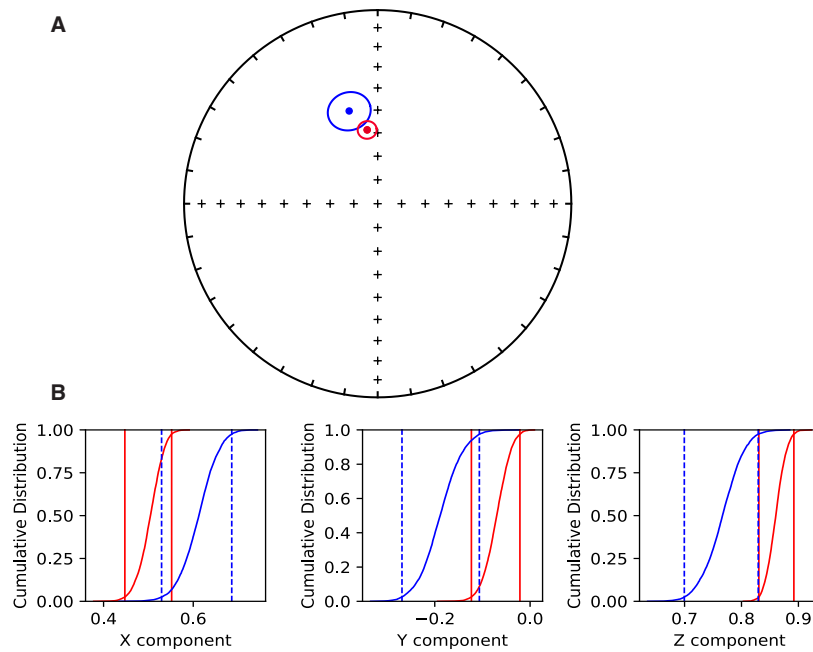 A
B
Cumulative Distribution
1.00
0.75
0.50
0.25
0.00
0.4
0.6
X component
Cumulative Distribution
1.00
0.8
0.6
0.4
0.2
0.0
−0.2
0.0
Y component
Cumulative Distribution
1.00
0.75
0.50
0.25
0.00
0.7
0.8
0.9
Z component